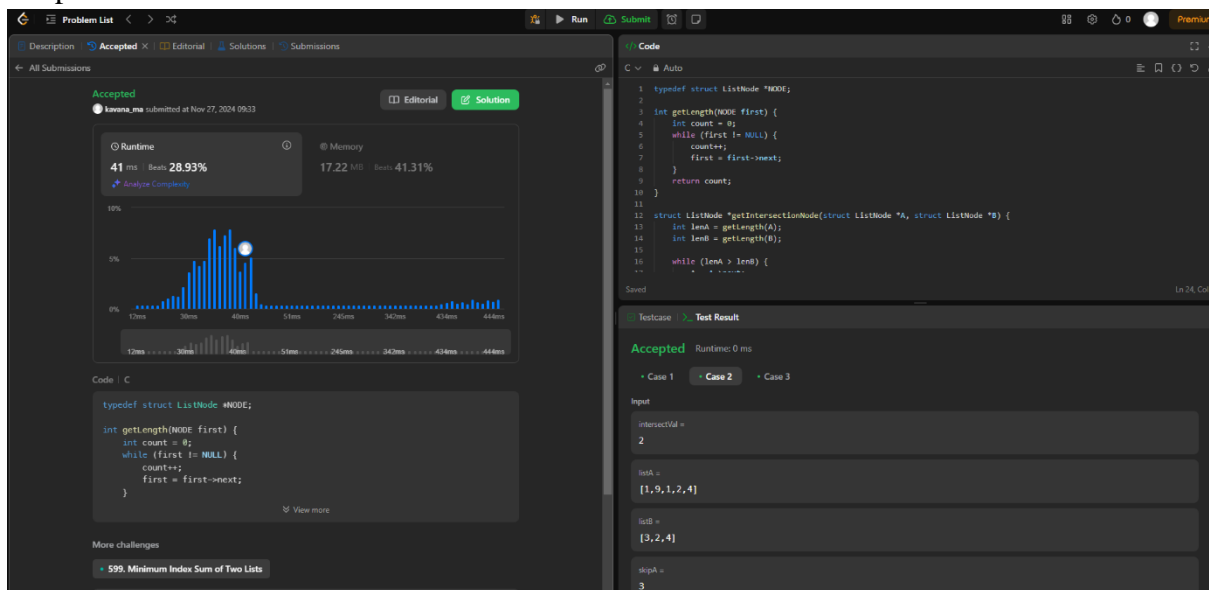 Problem List
Run
Submit
0
Premium
Description
Accepted
Editorial
Solutions
Submissions
All Submissions
Accepted
kavana_ma submitted at Nov 27, 2024 09:33
Editorial
Solution
Runtime
41 ms Beats 28.93%
Analyze Complexity
Memory
17.22 MB Beats 41.31%
10%
5%
0%
12ms 30ms 40ms 51ms 245ms 342ms 434ms 444ms
12ms 30ms 40ms 51ms 245ms 342ms 434ms 444ms
Code C
typedef struct ListNode *NODE;
int getLength(NODE first) {
int count = 0;
while (first != NULL) {
count++;
first = first->next;
}
View more
More challenges
599. Minimum Index Sum of Two Lists
</> Code
C Auto
1 typedef struct ListNode *NODE;
2
3 int getLength(NODE first) {
4 int count = 0;
5 while (first != NULL) {
6 count++;
7 first = first->next;
8 }
9 return count;
10 }
11
12 struct ListNode *getIntersectionNode(struct ListNode *A, struct ListNode *B) {
13 int lenA = getLength(A);
14 int lenB = getLength(B);
15
16 while (lenA > lenB) {
Saved
Ln 24, Col
Testcase
Test Result
Accepted Runtime: 0 ms
Case 1 Case 2 Case 3
Input
intersectVal =
2
listA =
[1,9,1,2,4]
listB =
[3,2,4]
skipA =
3